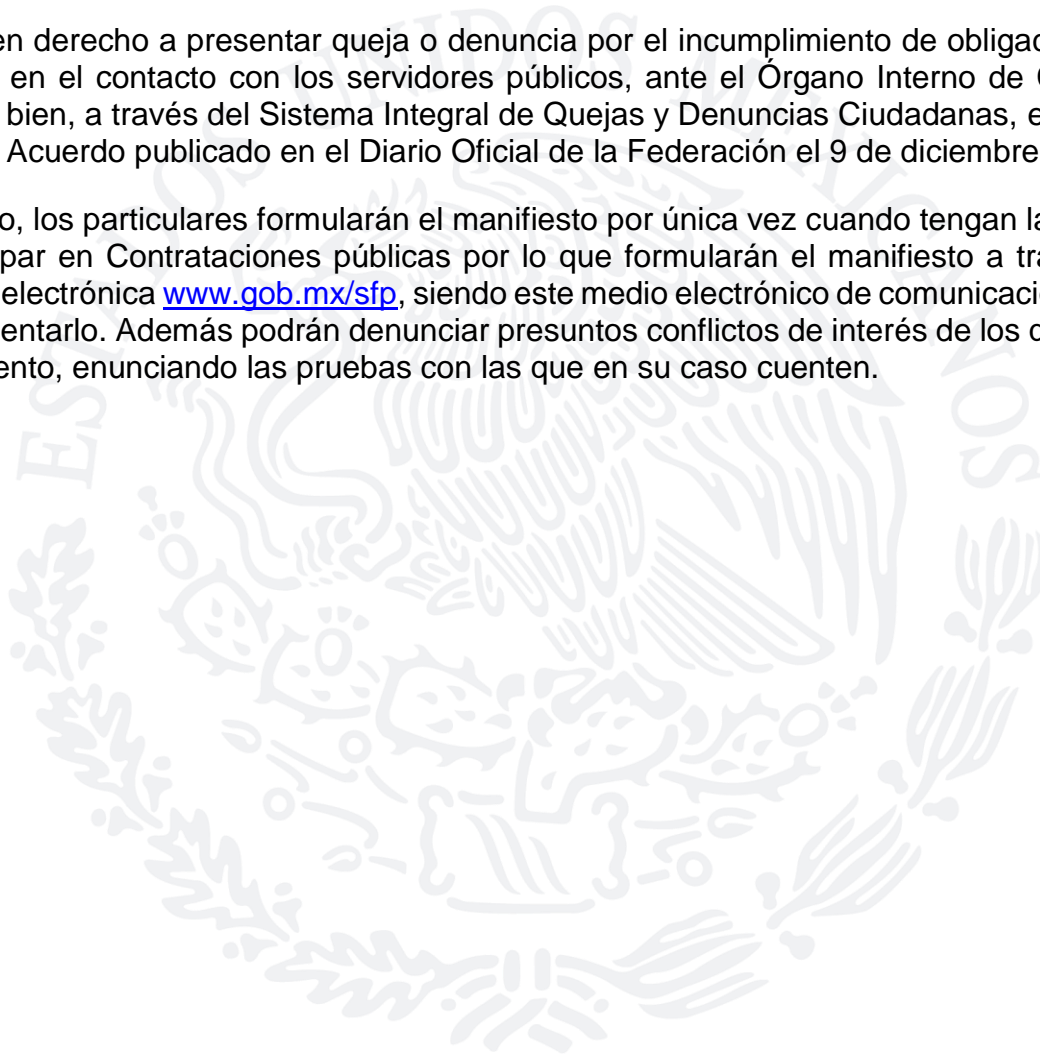 en derecho a presentar queja o denuncia por el incumplimiento de obligac
en el contacto con los servidores públicos, ante el Órgano Interno de
bien, a través del Sistema Integral de Quejas y Denuncias Ciudadanas, e
Acuerdo publicado en el Diario Oficial de la Federación el 9 de diciembre
o, los particulares formularán el manifiesto por única vez cuando tengan la
par en Contrataciones públicas por lo que formularán el manifiesto a tra
electrónica www.gob.mx/sfp, siendo este medio electrónico de comunicaci
entarlo. Además podrán denunciar presuntos conflictos de interés de los
ento, enunciando las pruebas con las que en su caso cuenten.
ESTADOS UNIDOS MEXICANOS